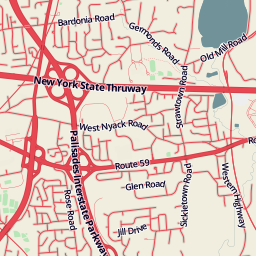 Bardonia Road
Germonds Road
Old Mill Road
New York State Thruway
Strawtown Road
West Nyack Road
Palisades Interstate Parkway
Route 59
Ro
Glen Road
Rose Road
Sickletown Road
Western Highway
Jill Drive